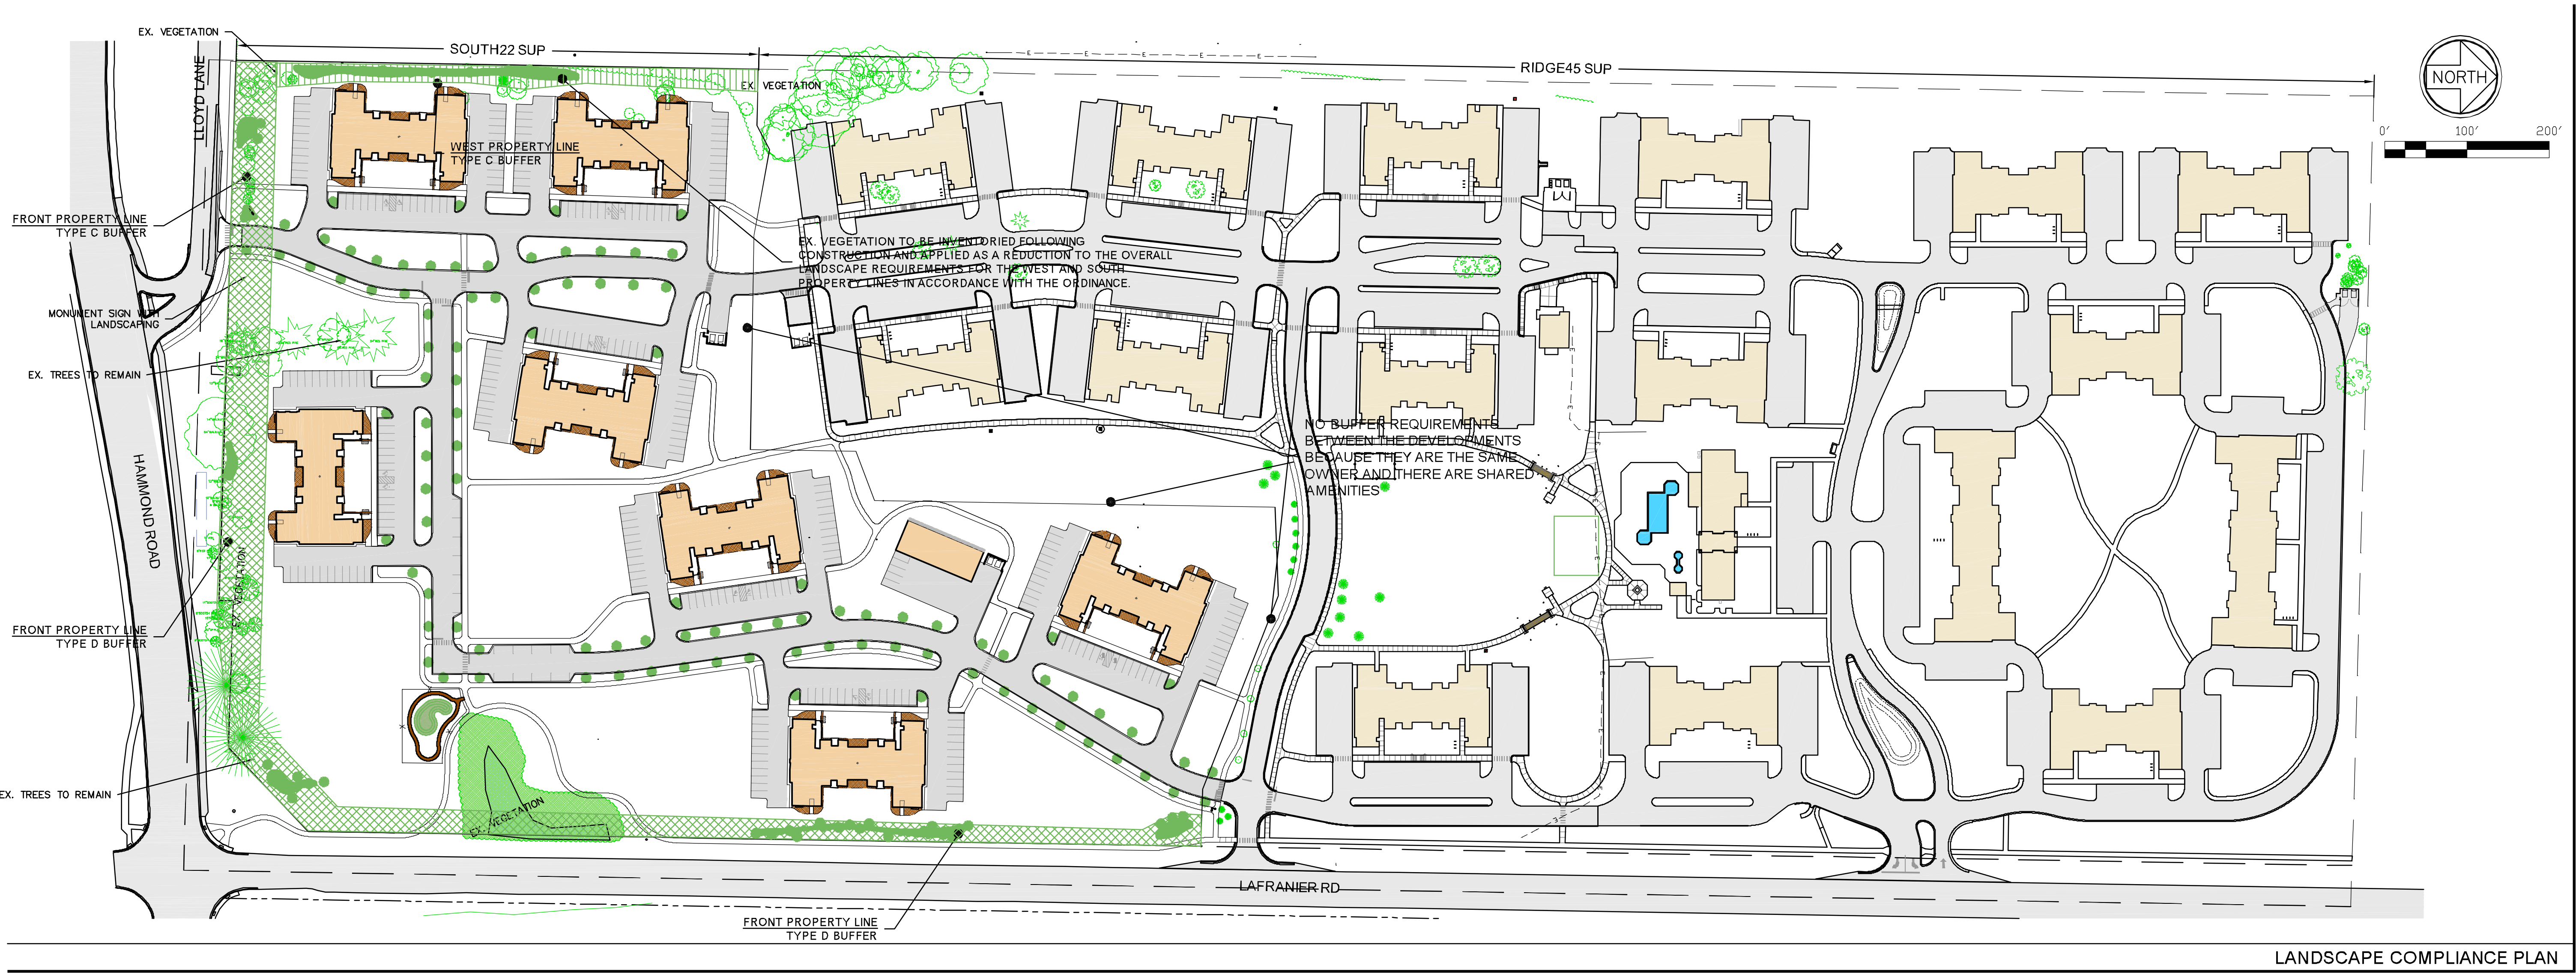 EX. VEGETATION
SOUTH22 SUP
RIDGE45 SUP
NORTH
0' 100' 200'
LLOYD LANE
EX. VEGETATION
WEST PROPERTY LINE
TYPE C BUFFER
FRONT PROPERTY LINE
TYPE C BUFFER
EX. VEGETATION TO BE INVENTORIED FOLLOWING
CONSTRUCTION AND APPLIED AS A REDUCTION TO THE OVERALL
LANDSCAPE REQUIREMENTS FOR THE WEST AND SOUTH
PROPERTY LINES IN ACCORDANCE WITH THE ORDINANCE.
MONUMENT SIGN WITH
LANDSCAPING
EX. TREES TO REMAIN
NO BUFFER REQUIREMENTS
BETWEEN THE DEVELOPMENTS
BECAUSE THEY ARE THE SAME
OWNER AND THERE ARE SHARED
AMENITIES
HAMMOND ROAD
EX. VEGETATION
FRONT PROPERTY LINE
TYPE D BUFFER
EX. TREES TO REMAIN
EX. VEGETATION
LAFRANIER RD
FRONT PROPERTY LINE
TYPE D BUFFER
LANDSCAPE COMPLIANCE PLAN